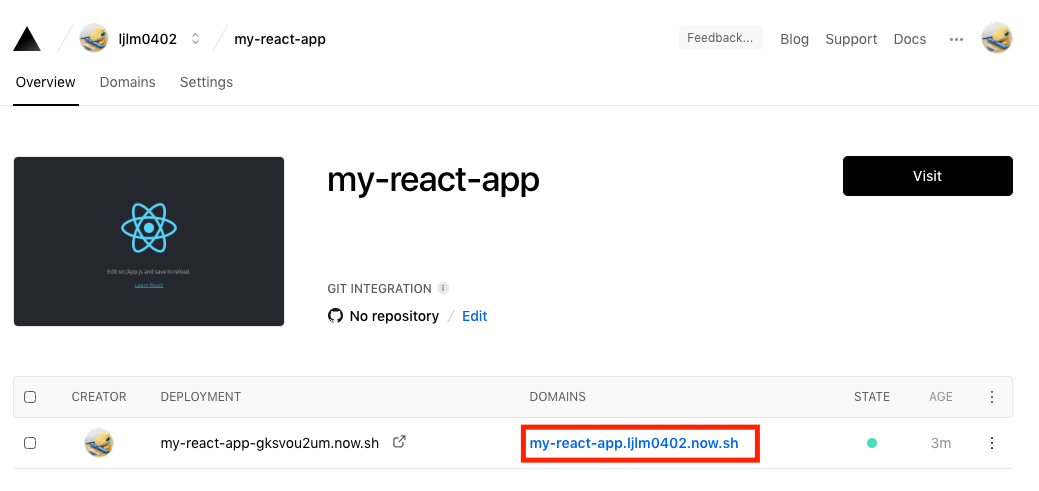 ljlm0402
my-react-app
Feedback...
Blog
Support
Docs
Overview
Domains
Settings
my-react-app
Visit
Edit src/App.js and save to reload.
Learn React
GIT INTEGRATION
No repository / Edit
CREATOR DEPLOYMENT DOMAINS STATE AGE
my-react-app-gksvou2um.now.sh my-react-app.ljlm0402.now.sh 3m